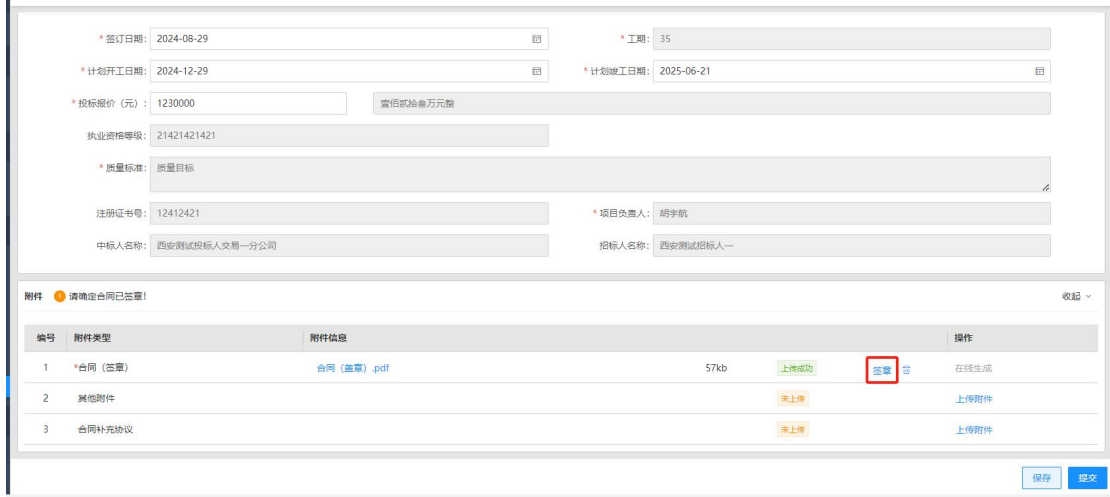 * 签订日期: 2024-08-29 * 工期: 35
* 计划开工日期: 2024-12-29 * 计划竣工日期: 2025-06-21
* 投标报价（元）: 1230000 壹佰贰拾叁万元整
执业资格等级: 21421421421
* 质量标准: 质量目标
注册证书号: 12412421 * 项目负责人: 胡宇航
中标人名称: 西安测试投标人交易一分公司 招标人名称: 西安测试招标人一
附件 ! 请确定合同已签章! 收起
编号 附件类型 附件信息 操作
1 *合同（签章） 合同（盖章）.pdf 57kb 上传成功 签章 在线生成
2 其他附件 未上传 上传附件
3 合同补充协议 未上传 上传附件
保存 提交